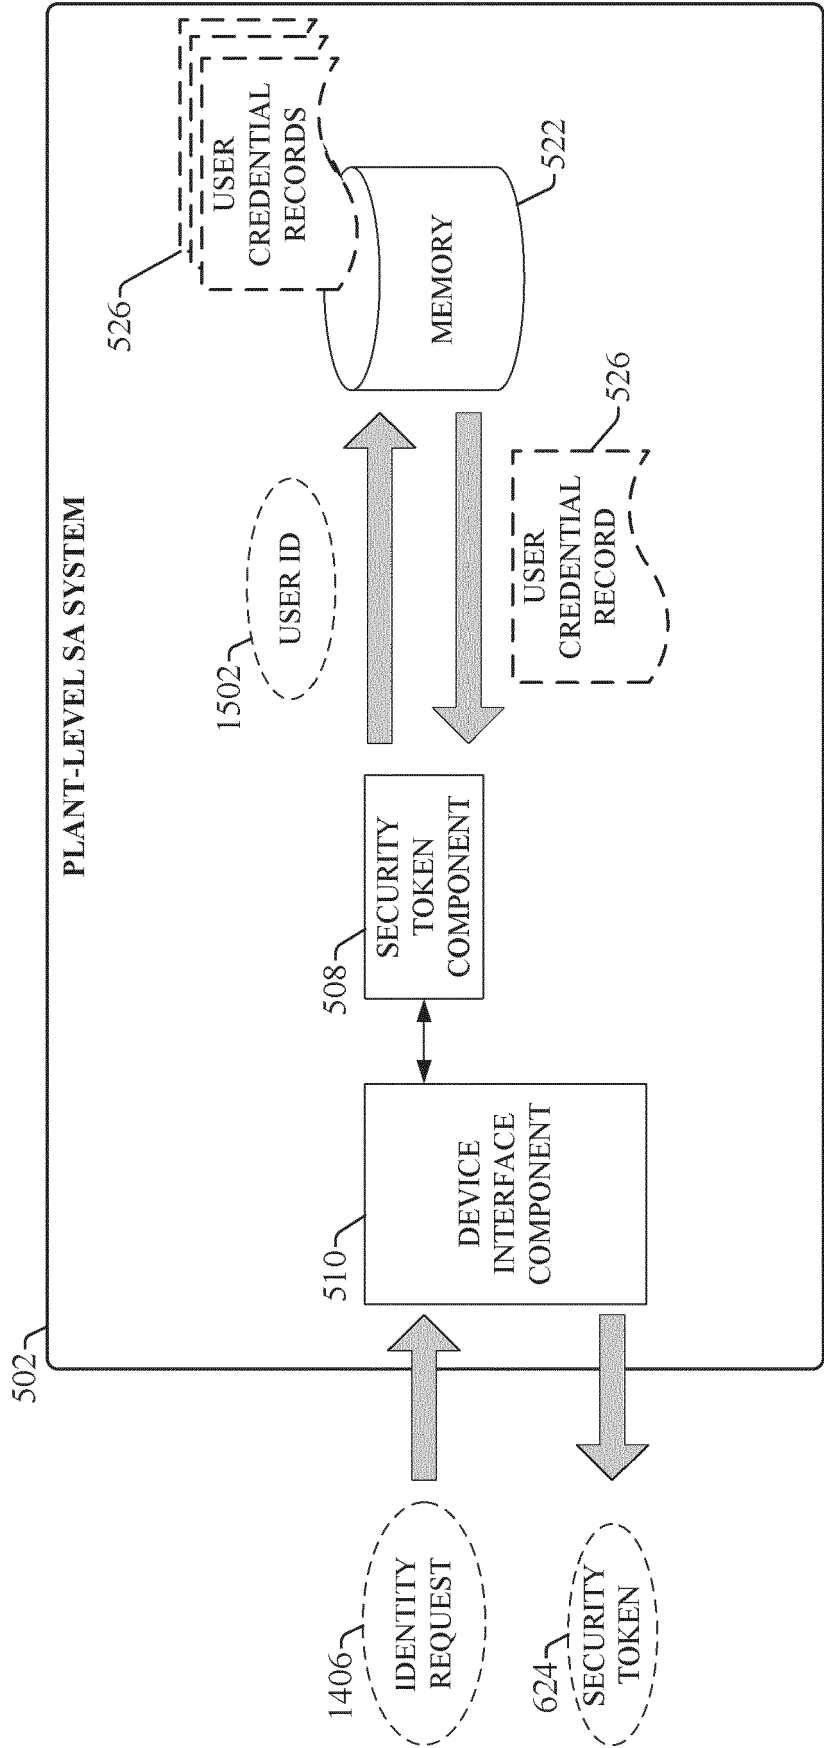 502
PLANT-LEVEL SA SYSTEM
1406
IDENTITY
REQUEST
624
SECURITY
TOKEN
510
DEVICE
INTERFACE
COMPONENT
508
SECURITY
TOKEN
COMPONENT
1502
USER ID
526
USER
CREDENTIAL
RECORD
526
USER
CREDENTIAL
RECORDS
MEMORY
522